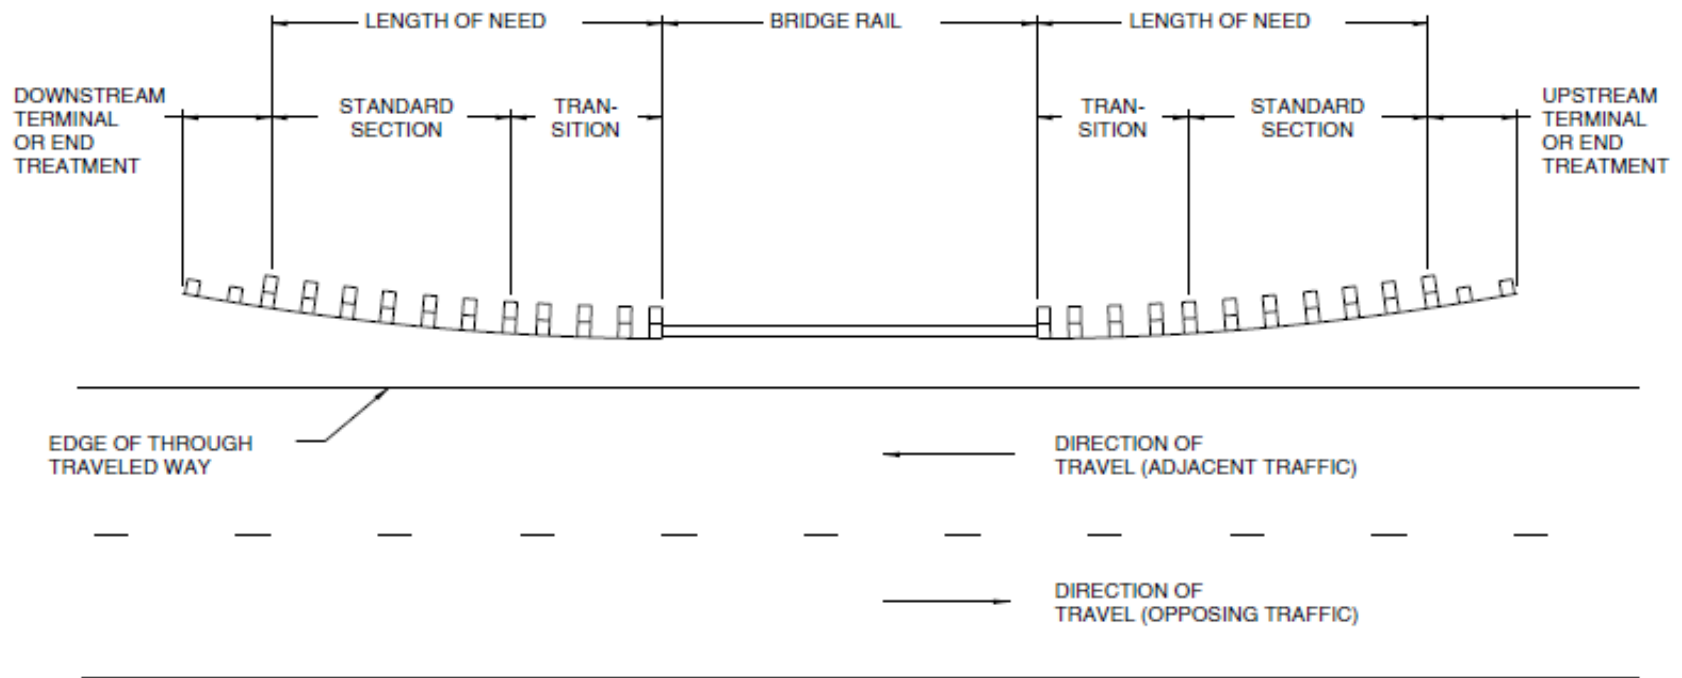 LENGTH OF NEED
BRIDGE RAIL
LENGTH OF NEED
DOWNSTREAM
TERMINAL
OR END
TREATMENT
STANDARD
SECTION
TRAN-
SITION
TRAN-
SITION
STANDARD
SECTION
UPSTREAM
TERMINAL
OR END
TREATMENT
EDGE OF THROUGH
TRAVELED WAY
DIRECTION OF
TRAVEL (ADJACENT TRAFFIC)
DIRECTION OF
TRAVEL (OPPOSING TRAFFIC)